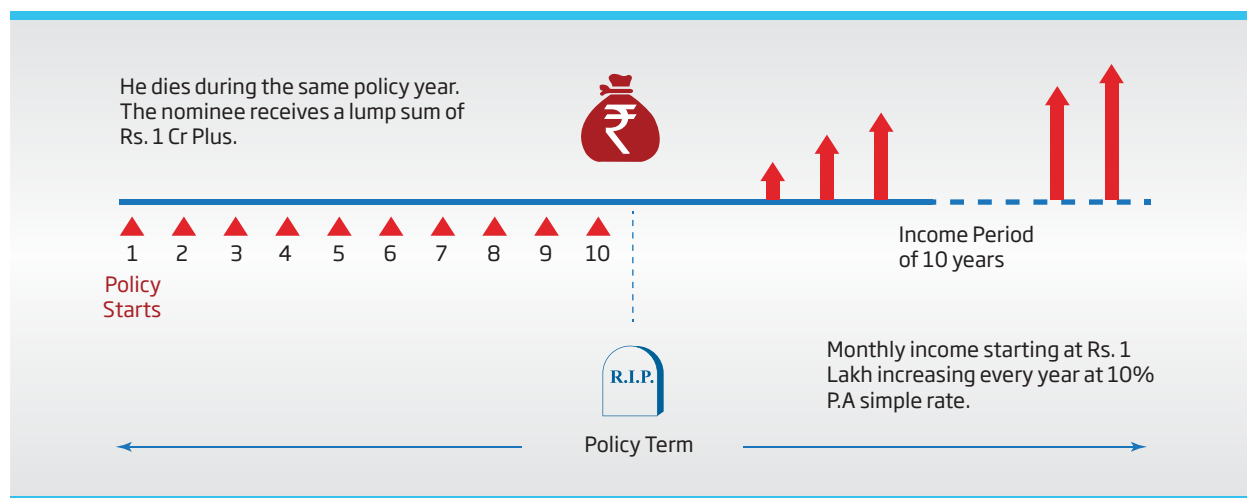 He dies during the same policy year.
The nominee receives a lump sum of
Rs. 1 Cr Plus.
₹
1 2 3 4 5 6 7 8 9 10
Policy
Starts
Income Period
of 10 years
R.I.P.
Monthly income starting at Rs. 1
Lakh increasing every year at 10%
P.A simple rate.
Policy Term